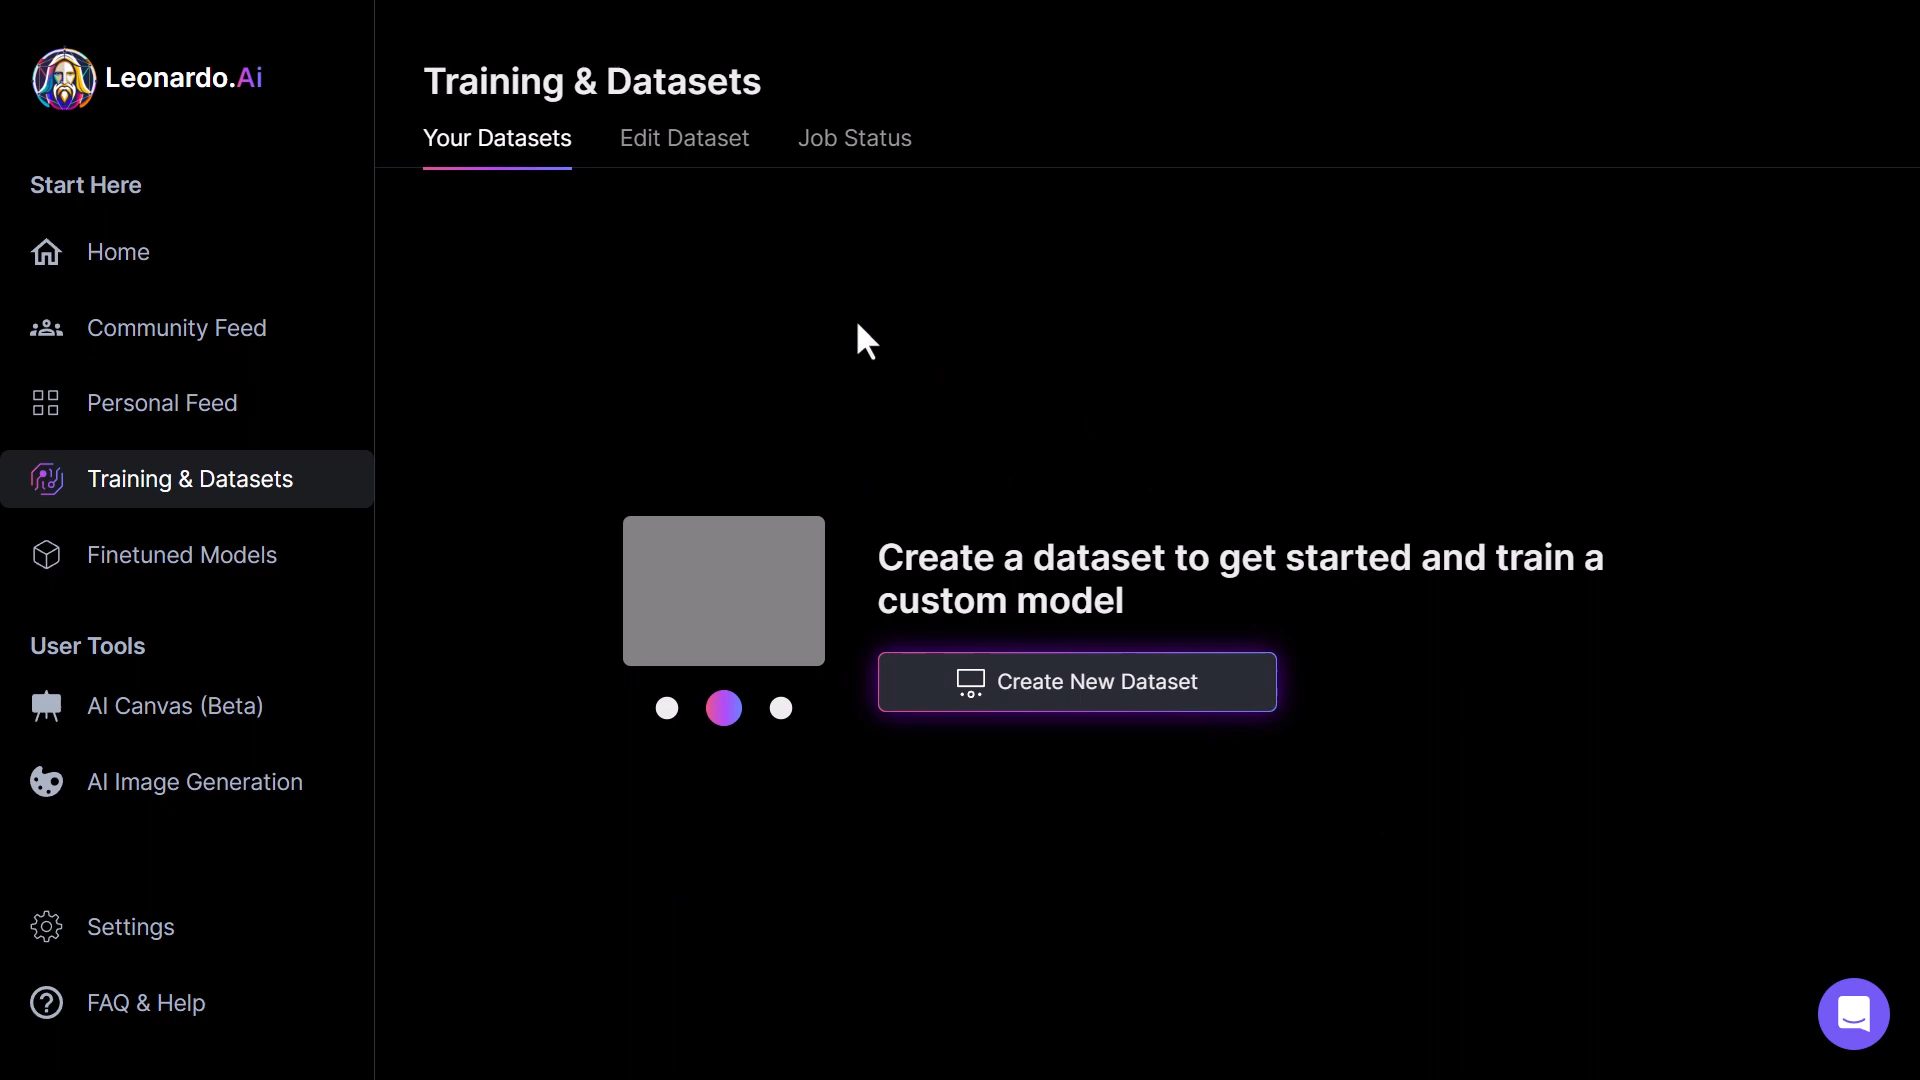 Leonardo.Ai
Start Here
Home
Community Feed
Personal Feed
Training & Datasets
Finetuned Models
User Tools
AI Canvas (Beta)
AI Image Generation
Settings
FAQ & Help
Training & Datasets
Your Datasets
Edit Dataset
Job Status
Create a dataset to get started and train a
custom model
Create New Dataset